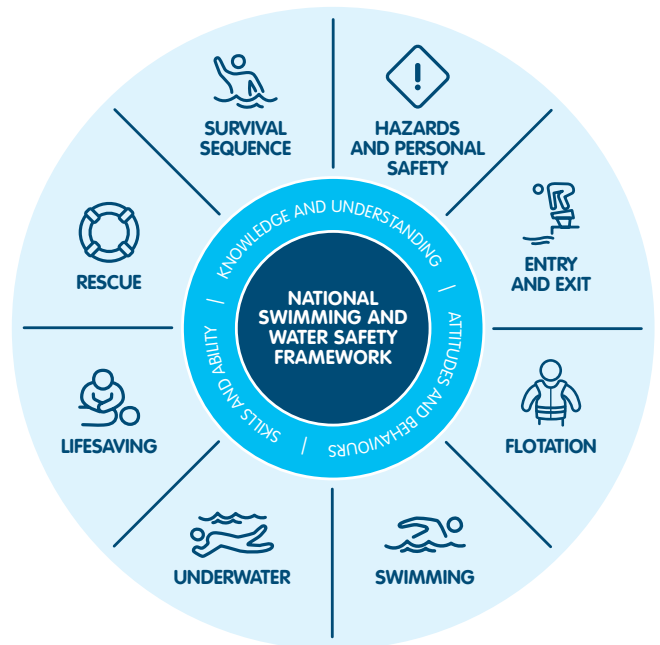 SURVIVAL
SEQUENCE
HAZARDS
AND PERSONAL
SAFETY
ENTRY
AND EXIT
FLOTATION
SWIMMING
UNDERWATER
LIFESAVING
RESCUE
KNOWLEDGE AND UNDERSTANDING
ATTITUDES AND BEHAVIOURS
SKILLS AND ABILITY
NATIONAL
SWIMMING AND
WATER SAFETY
FRAMEWORK